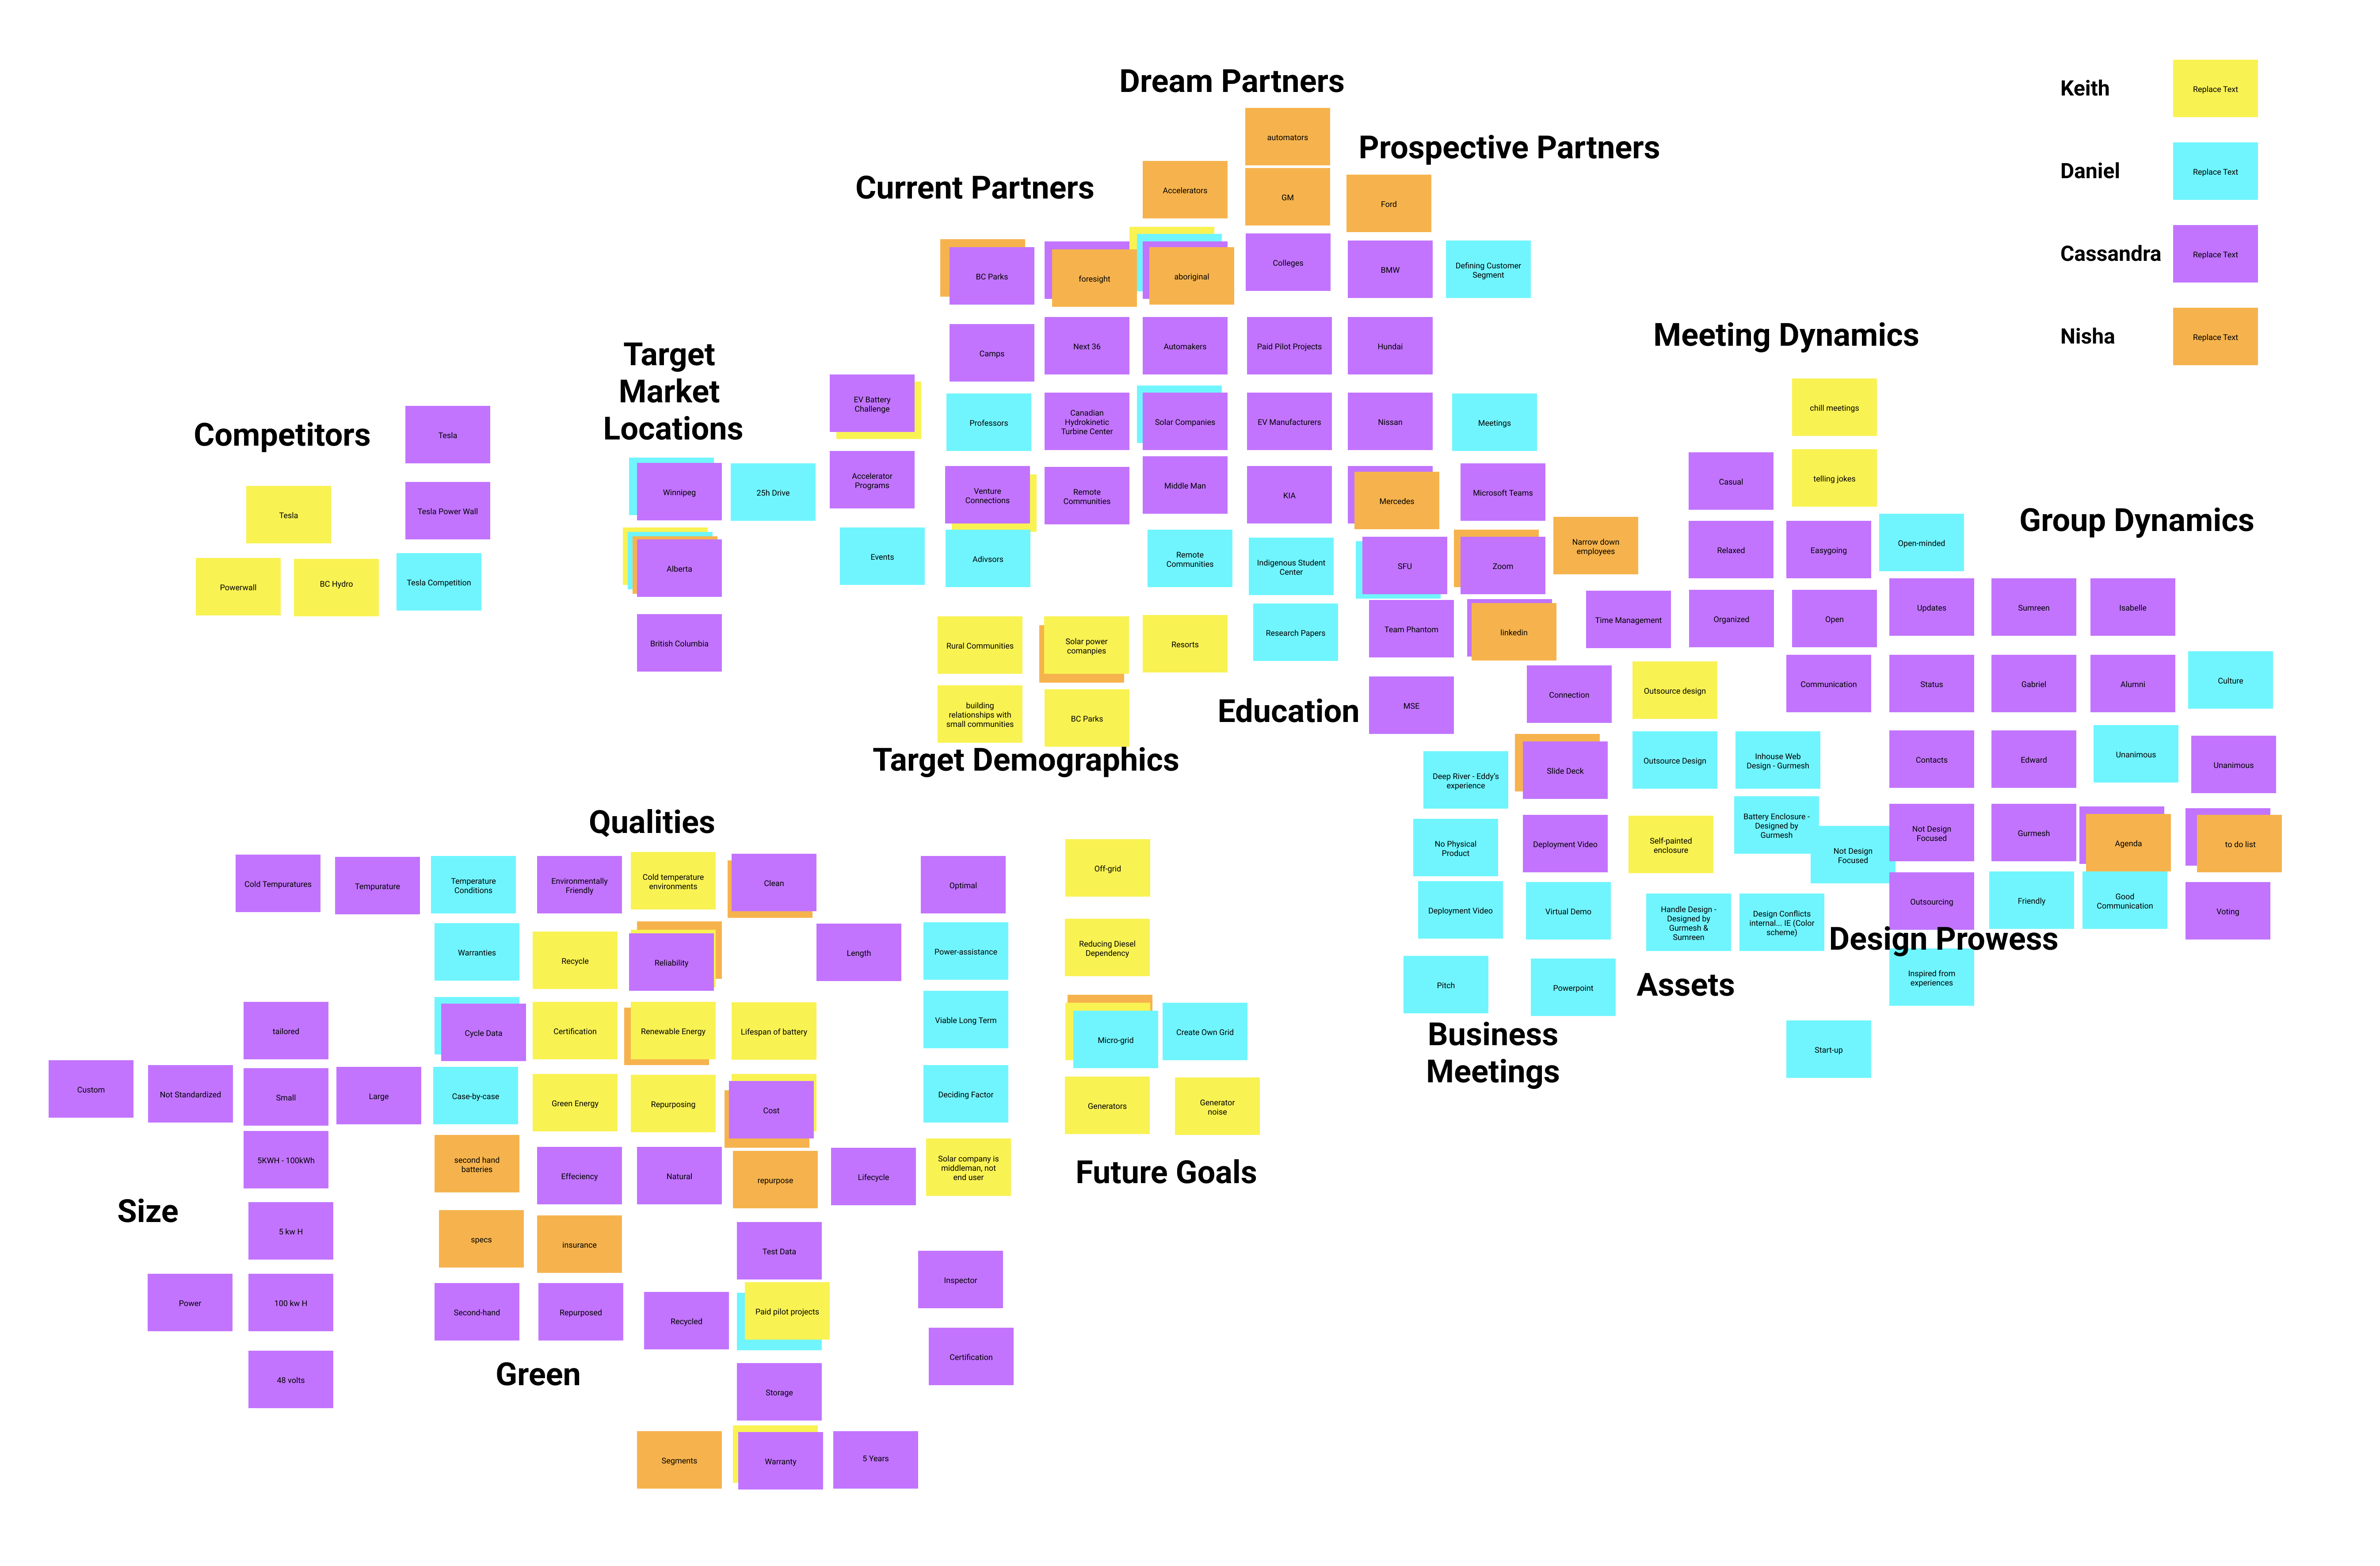 Dream Partners
Keith
Replace Text
automators
Prospective Partners
Daniel
Replace Text
Current Partners
Accelerators
GM
Ford
Cassandra
Replace Text
BC Parks
foresight
aboriginal
Colleges
BMW
Defining Customer
Segment
Nisha
Replace Text
Meeting Dynamics
Target
Market
Locations
Camps
Next 36
Automakers
Paid Pilot Projects
Hundai
chill meetings
EV Battery
Challenge
Professors
Canadian
Hydrokinetic
Turbine Center
Solar Companies
EV Manufacturers
Nissan
Meetings
Competitors
Tesla
telling jokes
Casual
Winnipeg
25h Drive
Accelerator
Programs
Venture
Connections
Remote
Communities
Middle Man
KIA
Mercedes
Microsoft Teams
Tesla
Tesla Power Wall
Group Dynamics
Narrow down
employees
Relaxed
Easygoing
Open-minded
Powerwall
BC Hydro
Tesla Competition
Alberta
Events
Adivsors
Remote
Communities
Indigenous Student
Center
SFU
Zoom
British Columbia
Rural Communities
Solar power
comanpies
Resorts
Research Papers
Team Phantom
linkedin
Time Management
Organized
Open
Updates
Sumreen
Isabelle
building
relationships with
small communities
BC Parks
Education
MSE
Connection
Outsource design
Communication
Status
Gabriel
Alumni
Culture
Target Demographics
Deep River - Eddy's
experience
Slide Deck
Outsource Design
Inhouse Web
Design - Gurmesh
Contacts
Edward
Unanimous
Unanimous
Qualities
No Physical
Product
Deployment Video
Self-painted
enclosure
Battery Enclosure -
Designed by
Gurmesh
Not Design
Focused
Not Design
Focused
Gurmesh
Agenda
to do list
Cold Tempuratures
Tempurature
Temperature
Conditions
Environmentally
Friendly
Cold temperature
environments
Clean
Optimal
Off-grid
Deployment Video
Virtual Demo
Handle Design -
Designed by
Gurmesh &
Sumreen
Design Conflicts
internal... IE (Color
scheme)
Outsourcing
Friendly
Good
Communication
Voting
Design Prowess
Warranties
Recycle
Reliability
Length
Power-assistance
Reducing Diesel
Dependency
Pitch
Powerpoint
Assets
Inspired from
experiences
tailored
Cycle Data
Certification
Renewable Energy
Lifespan of battery
Viable Long Term
Micro-grid
Create Own Grid
Business
Meetings
Start-up
Custom
Not Standardized
Small
Large
Case-by-case
Green Energy
Repurposing
Cost
Deciding Factor
Generators
Generator
noise
5KWH - 100kWh
second hand
batteries
Effeciency
Natural
repurpose
Lifecycle
Solar company is
middleman, not
end user
Future Goals
Size
5 kw H
specs
insurance
Test Data
Inspector
Power
100 kw H
Second-hand
Repurposed
Recycled
Paid pilot projects
Certification
Green
48 volts
Storage
Segments
Warranty
5 Years